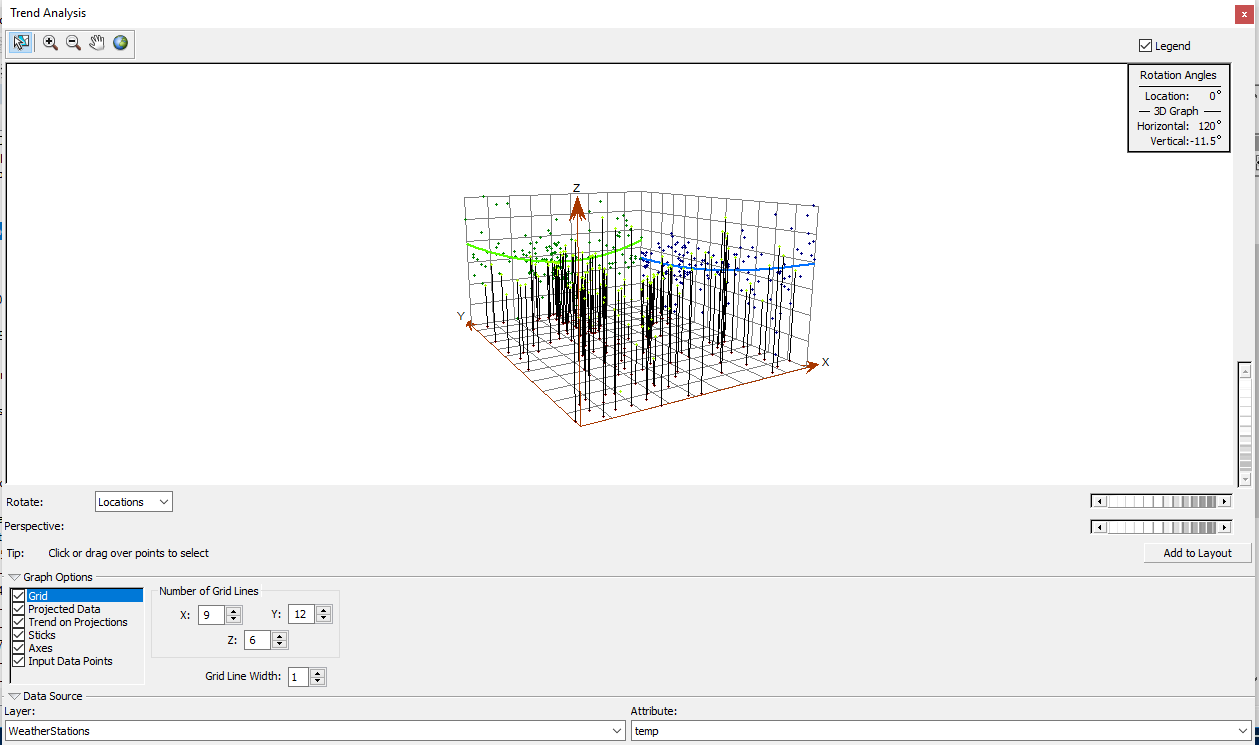 Trend Analysis
x
Legend
Rotation Angles
Location: 0°
3D Graph
Horizontal: 120°
Vertical:-11.5°
Z
Y
X
Rotate: Locations
Perspective:
Tip: Click or drag over points to select
Add to Layout
Graph Options
Grid
Projected Data
Trend on Projections
Sticks
Axes
Input Data Points
Number of Grid Lines
X: 9 Y: 12
Z: 6
Grid Line Width: 1
Data Source
Layer: Attribute:
WeatherStations temp